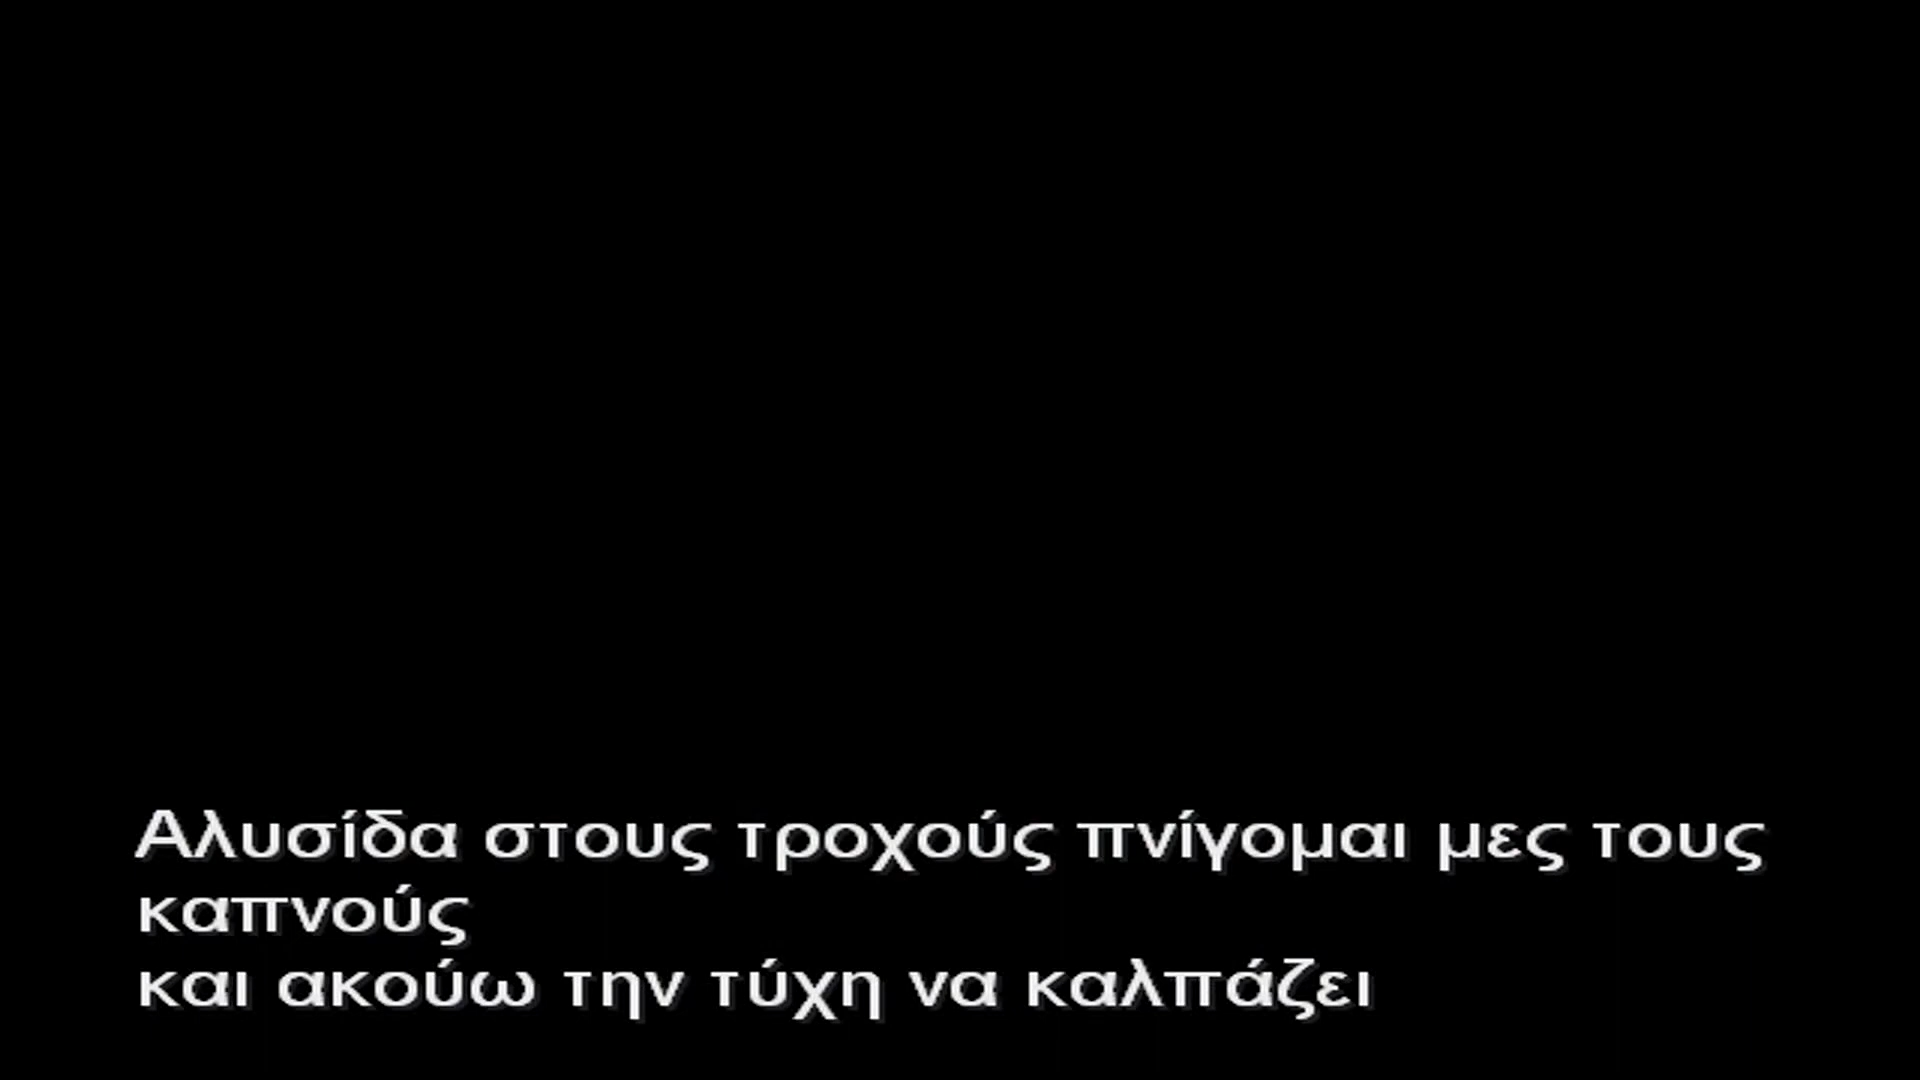 Αλυσίδα στους τροχούς πνίγομαι μες τους
καπνούς
και ακούω την τύχη να καλπάζει